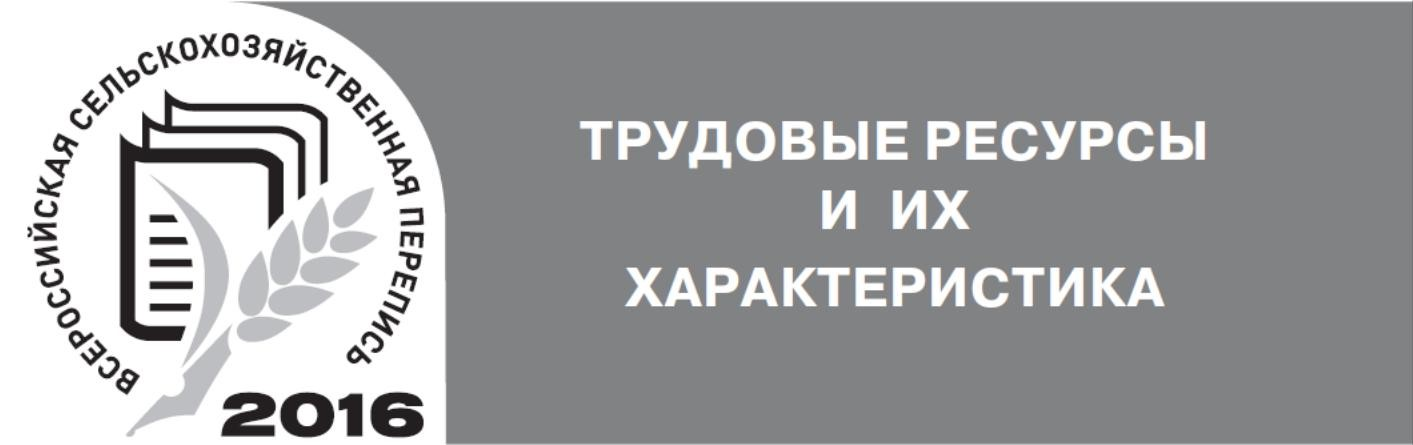 ВСЕРОССИЙСКАЯ СЕЛЬСКОХОЗЯЙСТВЕННАЯ ПЕРЕПИСЬ
2016
ТРУДОВЫЕ РЕСУРСЫ
И ИХ
ХАРАКТЕРИСТИКА